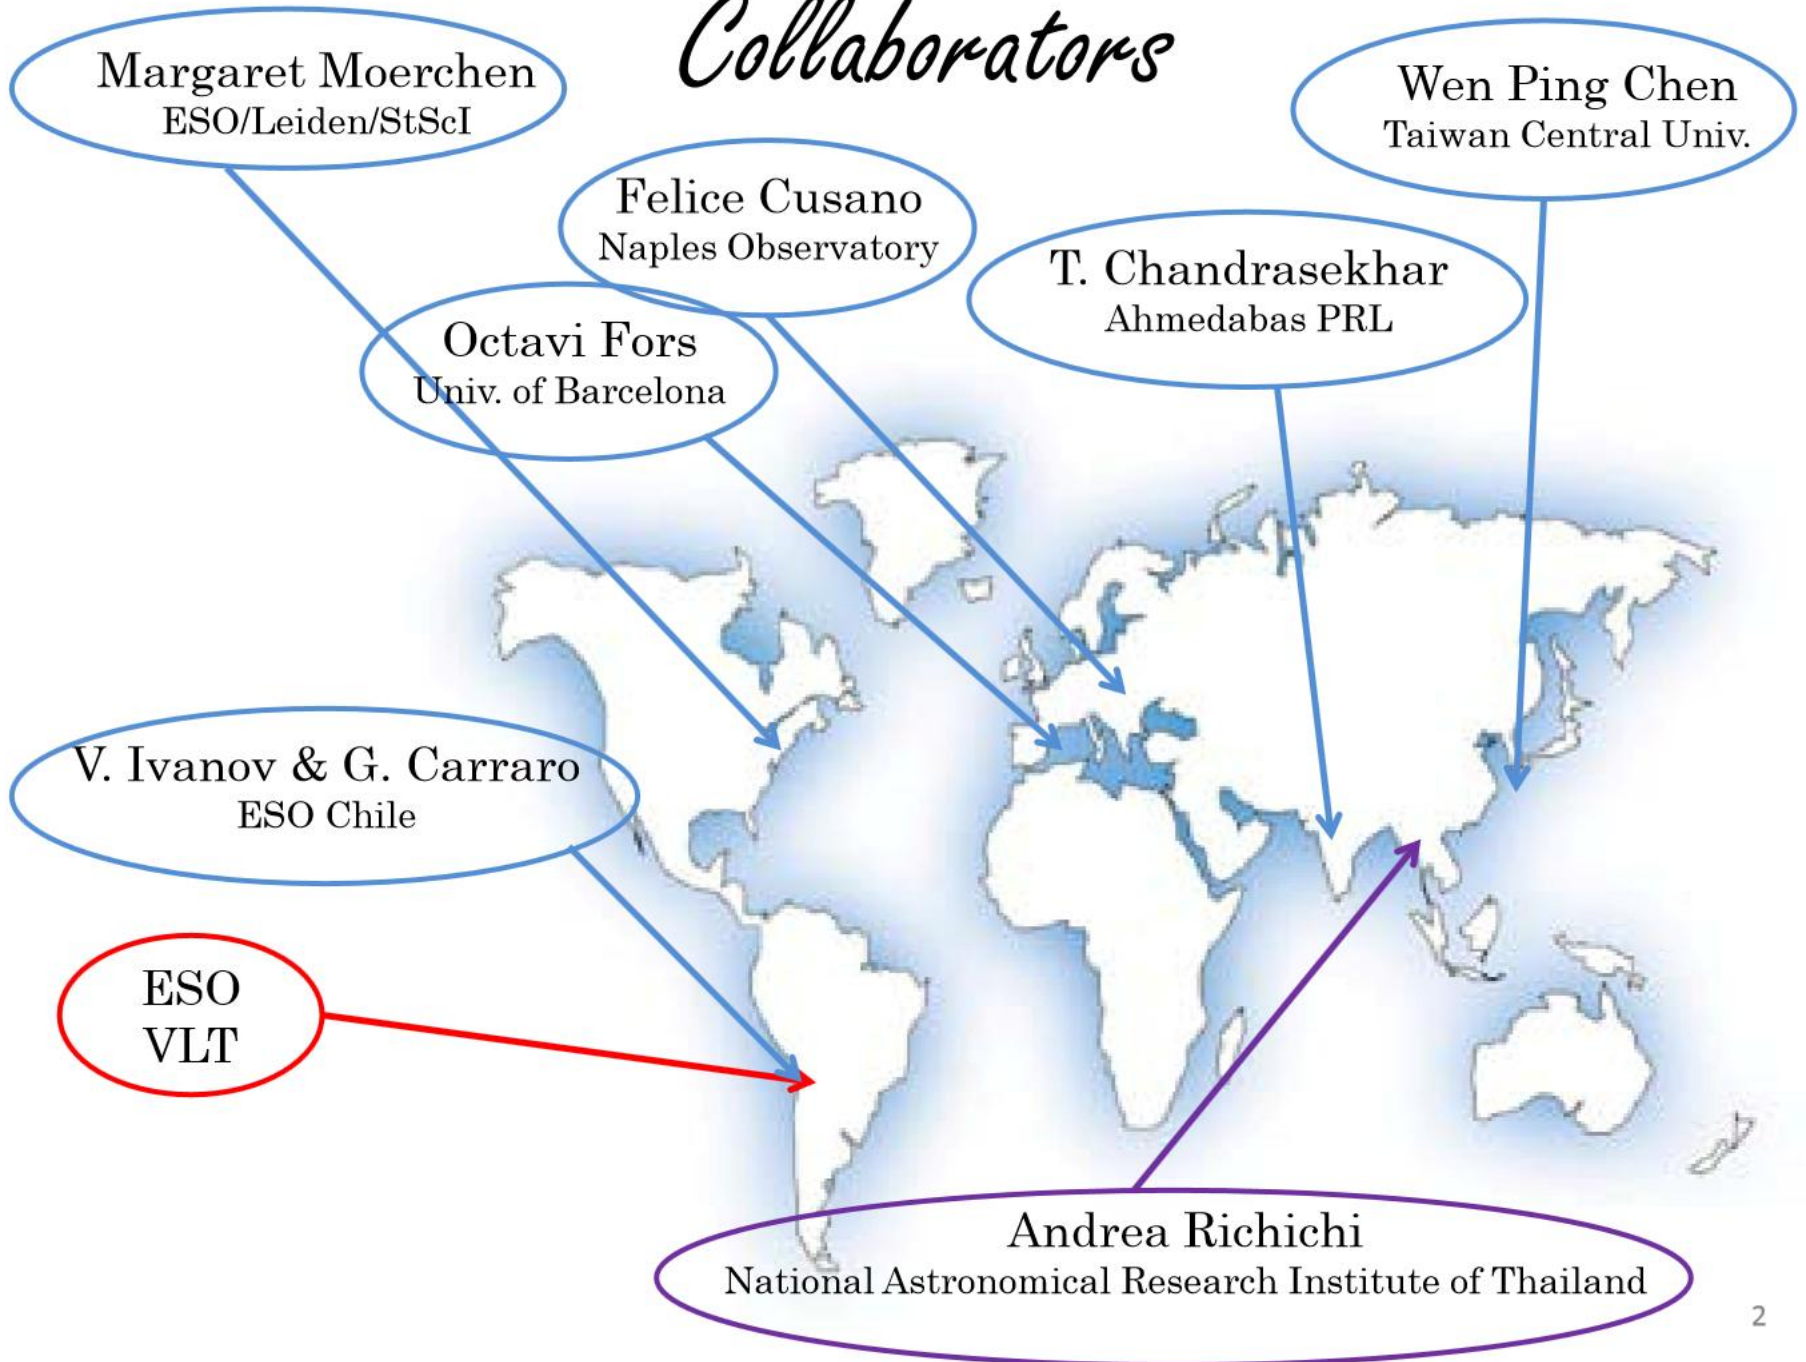 Collaborators
Margaret Moerchen
ESO/Leiden/StScI
Wen Ping Chen
Taiwan Central Univ.
Felice Cusano
Naples Observatory
T. Chandrasekhar
Ahmedabas PRL
Octavi Fors
Univ. of Barcelona
V. Ivanov & G. Carraro
ESO Chile
ESO
VLT
Andrea Richichi
National Astronomical Research Institute of Thailand
2